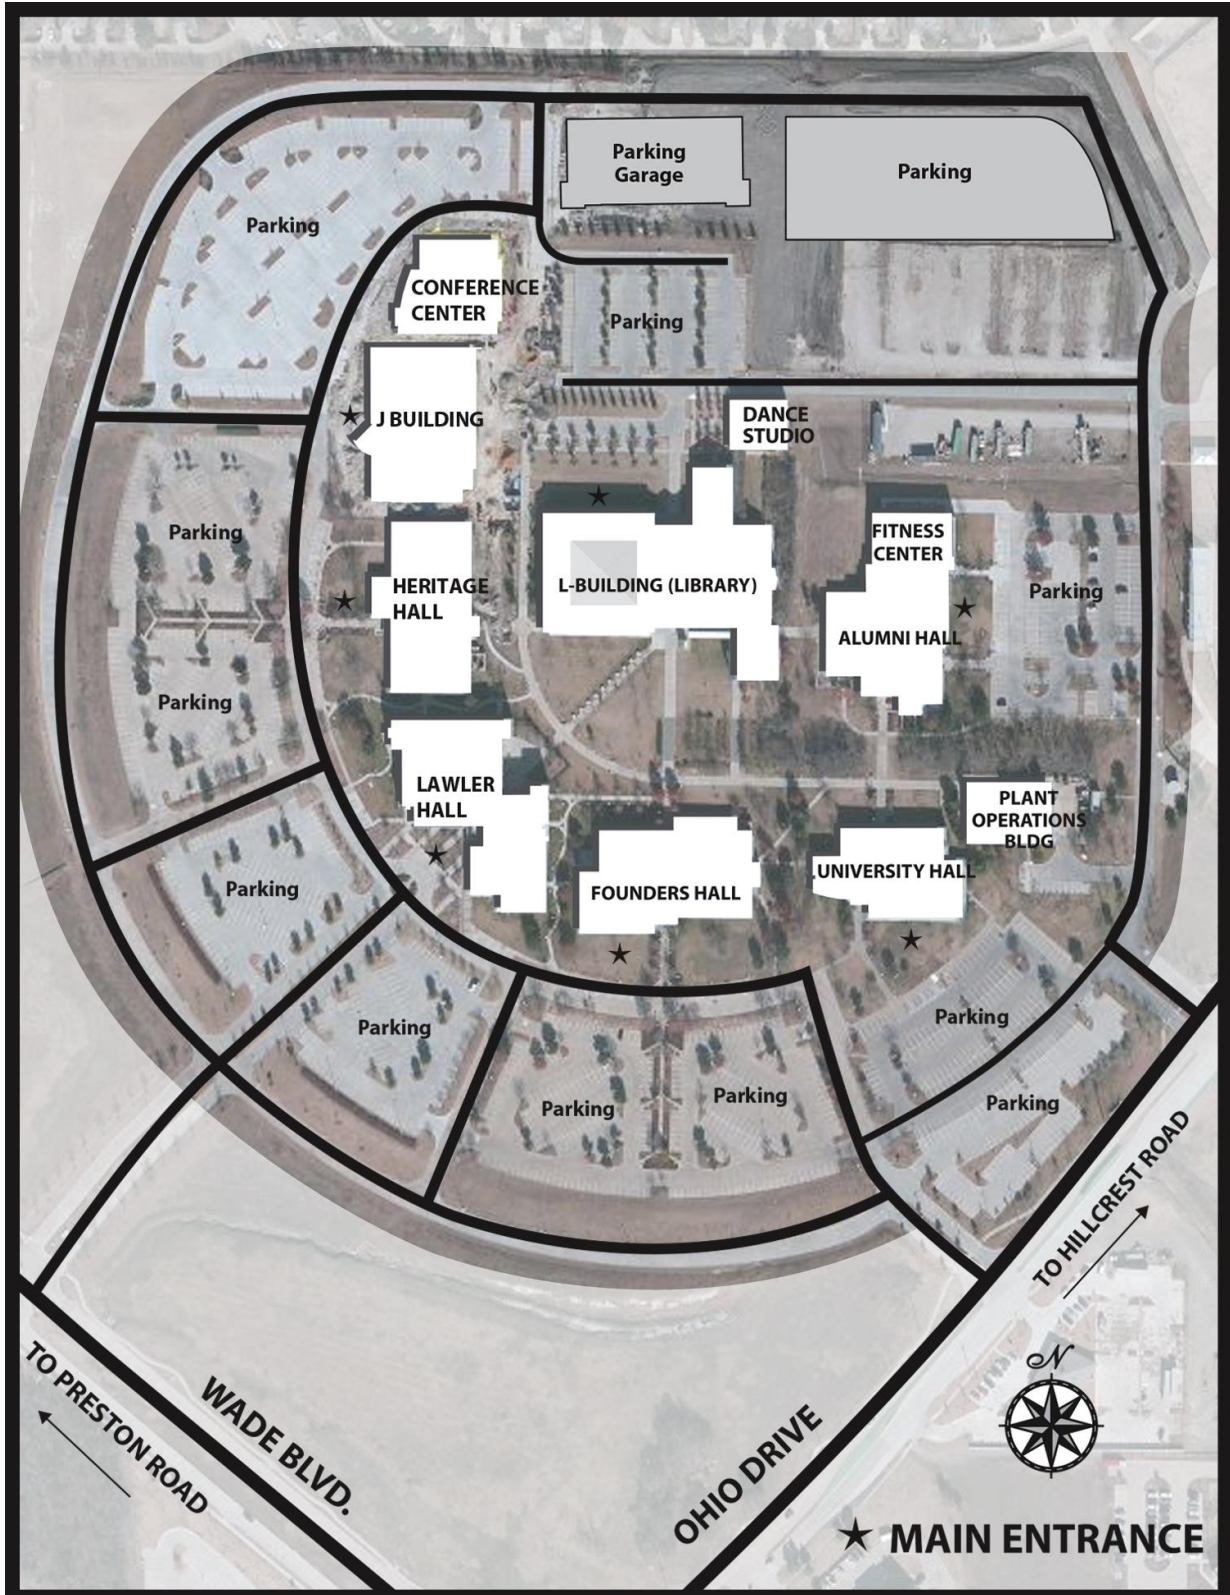 Parking
Garage
Parking
Parking
CONFERENCE
CENTER
Parking
J BUILDING
DANCE
STUDIO
Parking
FITNESS
CENTER
HERITAGE
HALL
L-BUILDING (LIBRARY)
Parking
ALUMNI HALL
Parking
LAWLER
HALL
PLANT
OPERATIONS
BLDG
Parking
FOUNDERS HALL
UNIVERSITY HALL
Parking
Parking
Parking
Parking
Parking
TO HILLCREST ROAD
TO PRESTON ROAD
WADE BLVD.
OHIO DRIVE
N
MAIN ENTRANCE